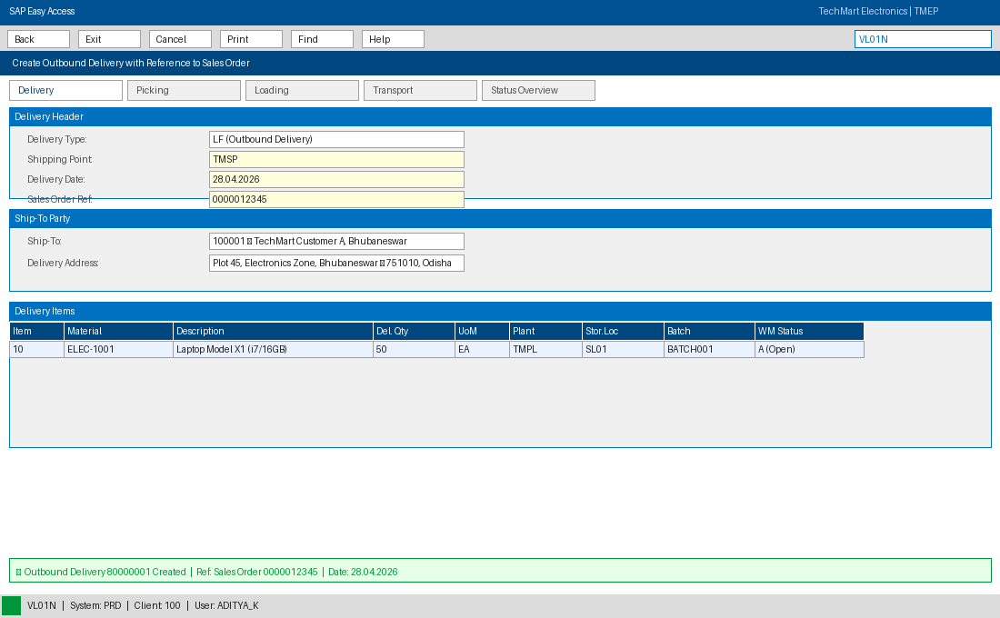 SAP Easy Access TechMart Electronics | TMEP
Back Exit Cancel Print Find Help VL01N
Create Outbound Delivery with Reference to Sales Order
Delivery Picking Loading Transport Status Overview
Delivery Header
Delivery Type: LF (Outbound Delivery)
Shipping Point: TMSP
Delivery Date: 28.04.2026
Sales Order Ref: 0000012345
Ship-To Party
Ship-To: 100001 ▯ TechMart Customer A, Bhubaneswar
Delivery Address: Plot 45, Electronics Zone, Bhubaneswar ▯ 751010, Odisha
Delivery Items
Item Material Description Del. Qty UoM Plant Stor.Loc Batch WM Status
10 ELEC-1001 Laptop Model X1 (i7/16GB) 50 EA TMPL SL01 BATCH001 A (Open)
▯ Outbound Delivery 80000001 Created | Ref: Sales Order 0000012345 | Date: 28.04.2026
VL01N | System: PRD | Client: 100 | User: ADITYA_K